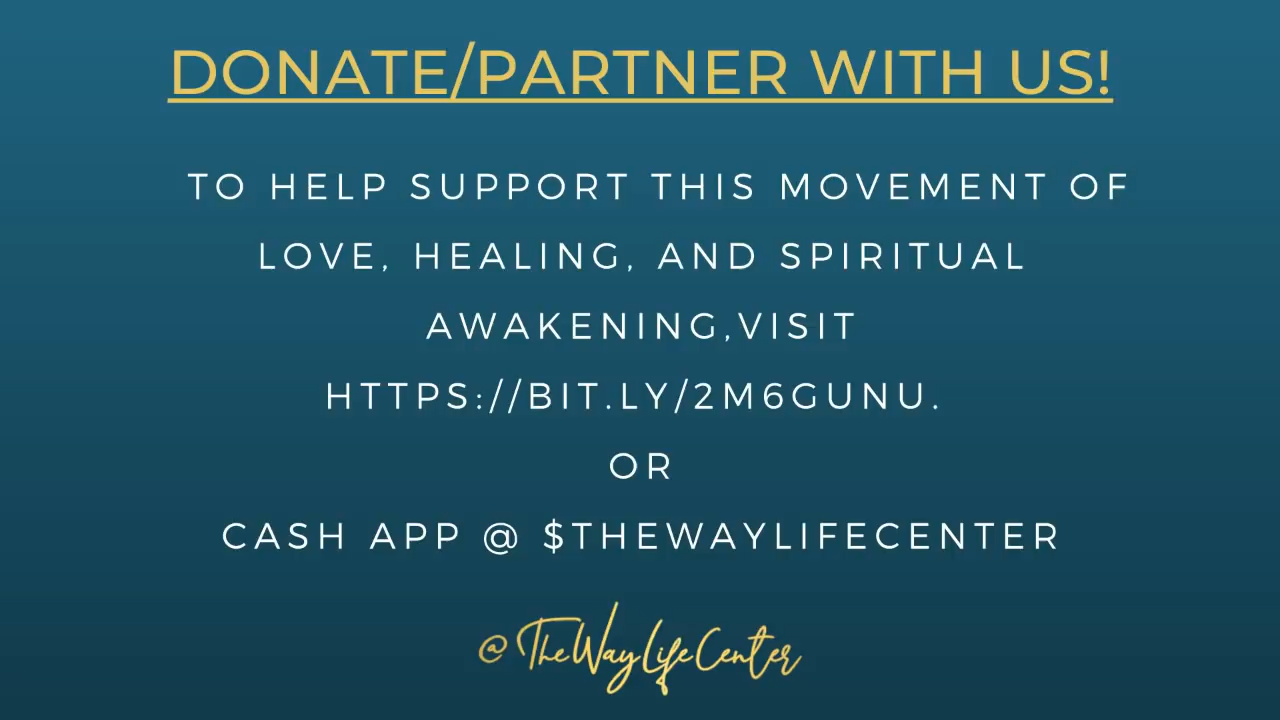 DONATE/PARTNER WITH US!
TO HELP SUPPORT THIS MOVEMENT OF
LOVE, HEALING, AND SPIRITUAL
AWAKENING,VISIT
HTTPS://BIT.LY/2M6GUNU.
OR
CASH APP @ $THEWAYLIFECENTER
@TheWayLifeCenter